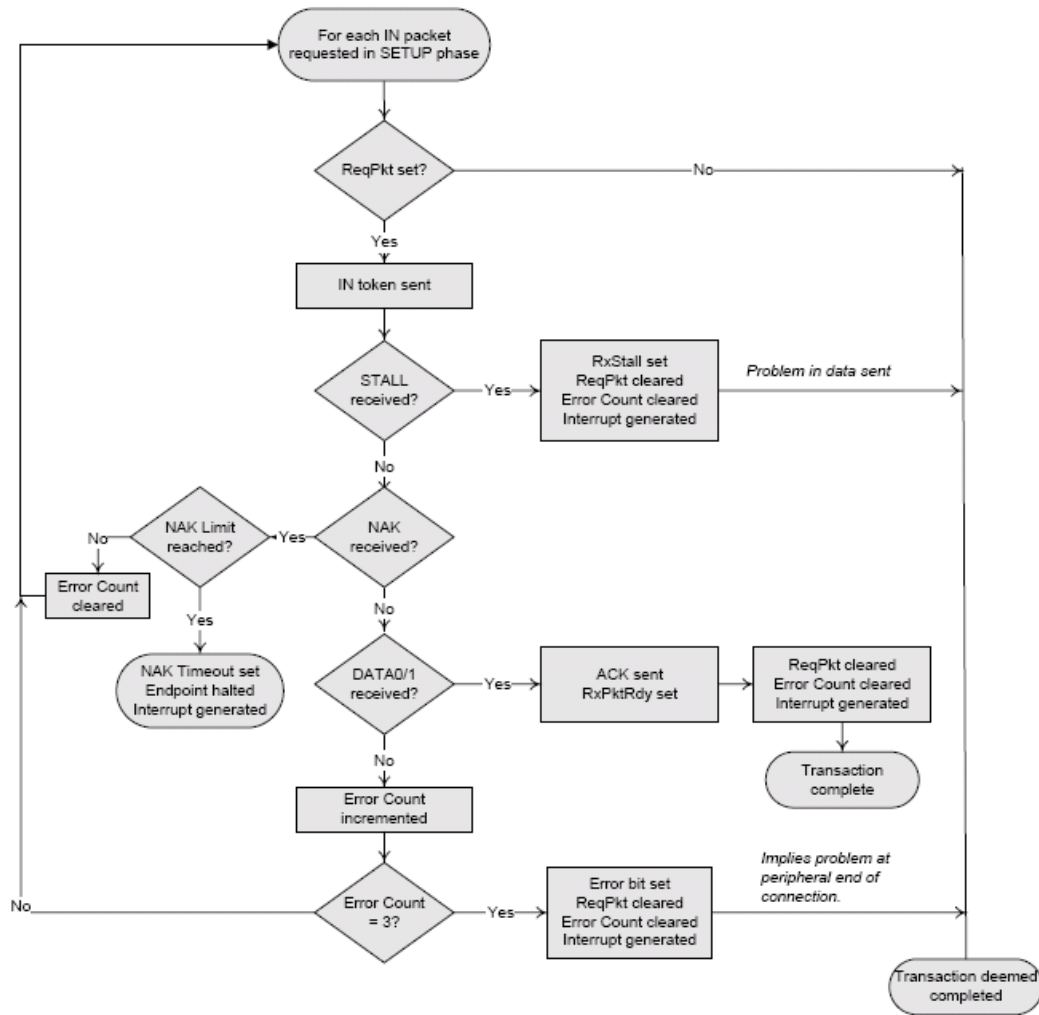 For each IN packet
requested in SETUP phase
ReqPkt set?
No
Yes
IN token sent
STALL
received?
Yes
RxStall set
ReqPkt cleared
Error Count cleared
Interrupt generated
Problem in data sent
No
NAK
received?
Yes
NAK Limit
reached?
No
Error Count
cleared
Yes
NAK Timeout set
Endpoint halted
Interrupt generated
No
DATA0/1
received?
Yes
ACK sent
RxPktRdy set
ReqPkt cleared
Error Count cleared
Interrupt generated
Transaction
complete
No
Error Count
incremented
Error Count
= 3?
No
Yes
Error bit set
ReqPkt cleared
Error Count cleared
Interrupt generated
Implies problem at
peripheral end of
connection.
Transaction deemed
completed